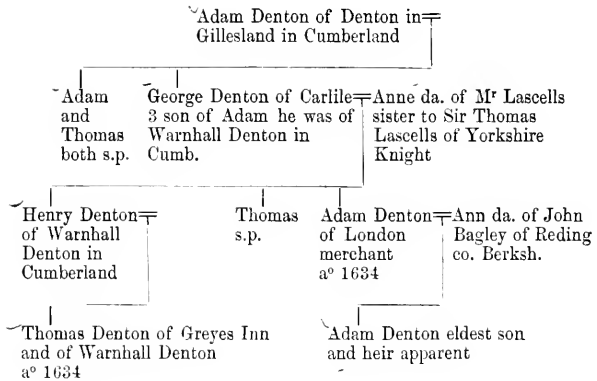 Adam Denton of Denton in
Gillesland in Cumberland
Adam
and
Thomas
both s.p.
George Denton of Carlile
3 son of Adam he was of
Warnhall Denton in
Cumb.
Anne da. of Mr Lascells
sister to Sir Thomas
Lascells of Yorkshire
Knight
Henry Denton
of Warnhall
Denton in
Cumberland
Thomas
s.p.
Adam Denton
of London
merchant
aº 1634
Ann da. of John
Bagley of Reding
co. Berksh.
Thomas Denton of Greyes Inn
and of Warnhall Denton
aº 1634
Adam Denton eldest son
and heir apparent